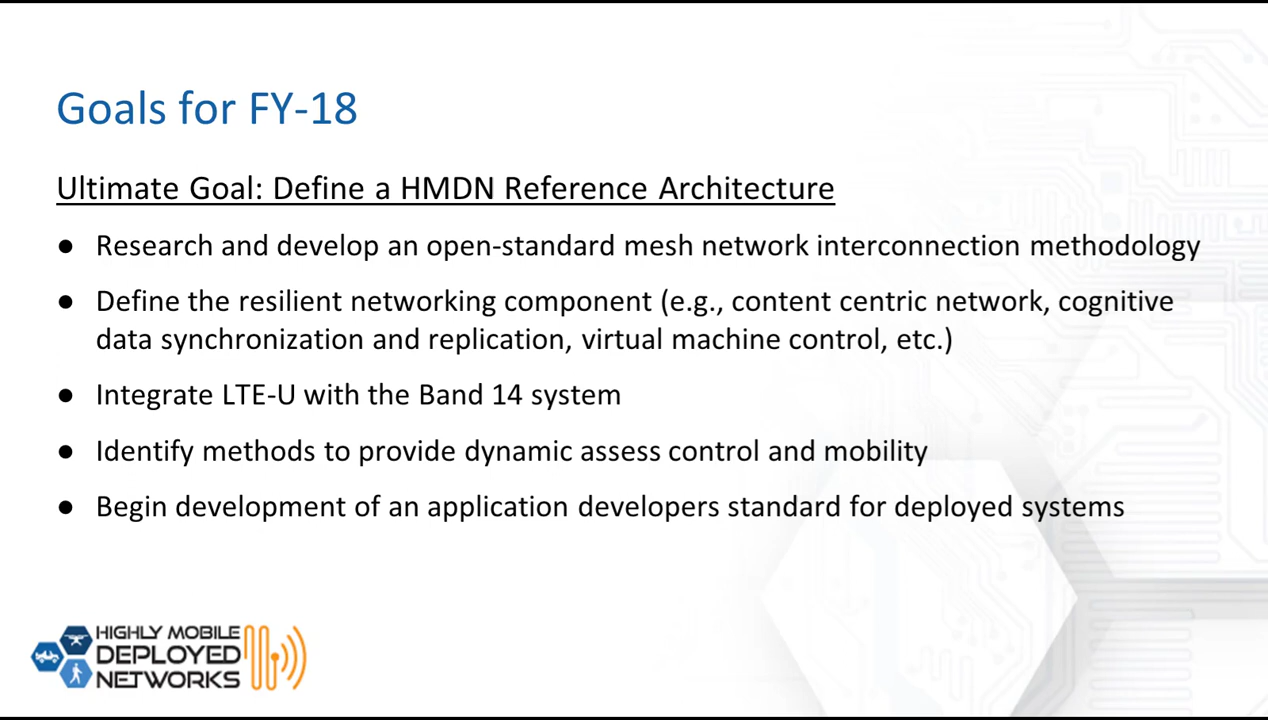 Goals for FY-18
Ultimate Goal: Define a HMDN Reference Architecture
● Research and develop an open-standard mesh network interconnection methodology
● Define the resilient networking component (e.g., content centric network, cognitive
data synchronization and replication, virtual machine control, etc.)
● Integrate LTE-U with the Band 14 system
● Identify methods to provide dynamic assess control and mobility
● Begin development of an application developers standard for deployed systems
HIGHLY MOBILE
DEPLOYED
NETWORKS